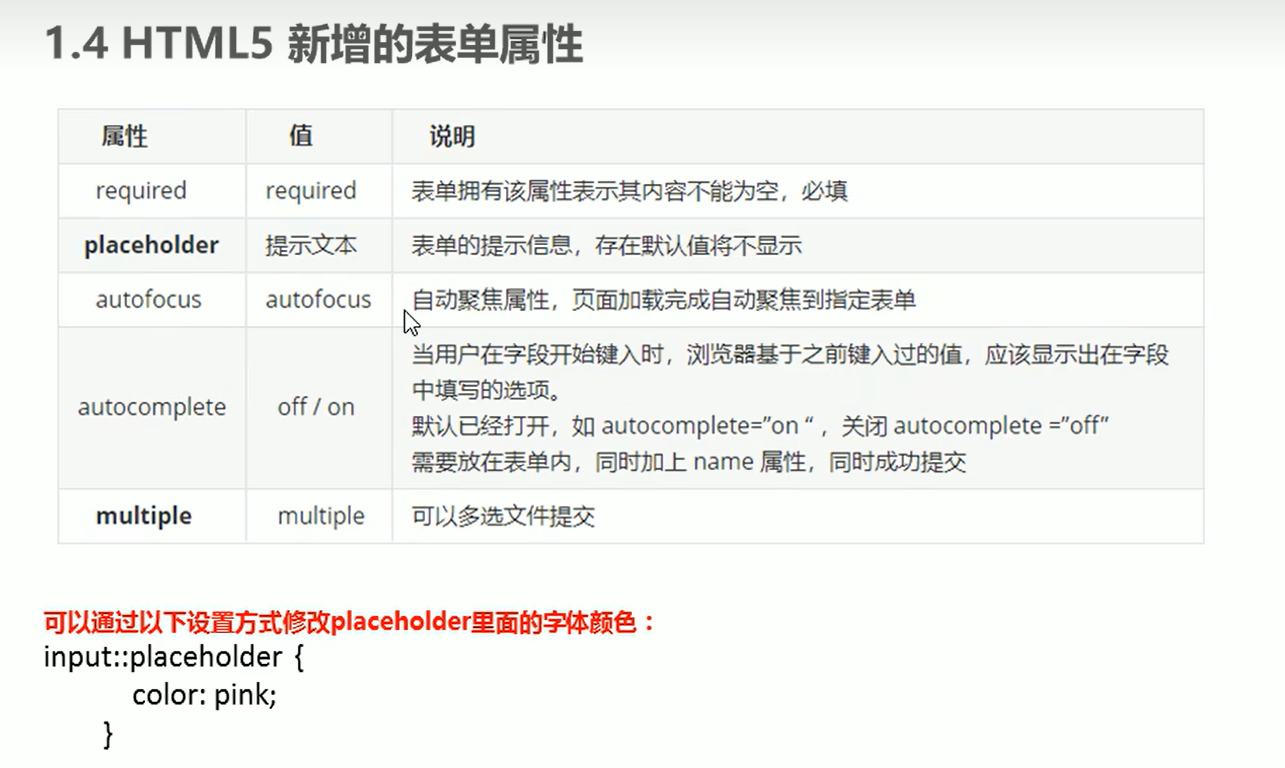 1.4 HTML5 新增的表单属性
属性 值 说明
required required 表单拥有该属性表示其内容不能为空，必填
placeholder 提示文本 表单的提示信息，存在默认值将不显示
autofocus autofocus 自动聚焦属性，页面加载完成自动聚焦到指定表单
autocomplete off / on 当用户在字段开始键入时，浏览器基于之前键入过的值，应该显示出在字段
中填写的选项。
默认已经打开，如 autocomplete=”on “ ，关闭 autocomplete =”off”
需要放在表单内，同时加上 name 属性，同时成功提交
multiple multiple 可以多选文件提交
可以通过以下设置方式修改placeholder里面的字体颜色：
input::placeholder {
color: pink;
}